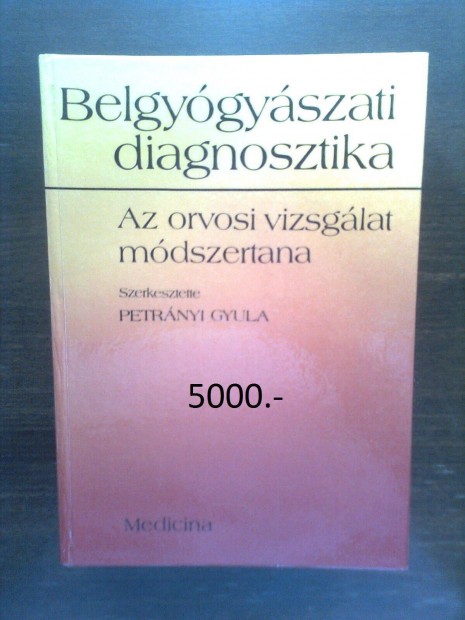 Belgyógyászati
diagnosztika
Az orvosi vizsgálat
módszertana
Szerkesztette
PETRÁNYI GYULA
5000.-
Medicina